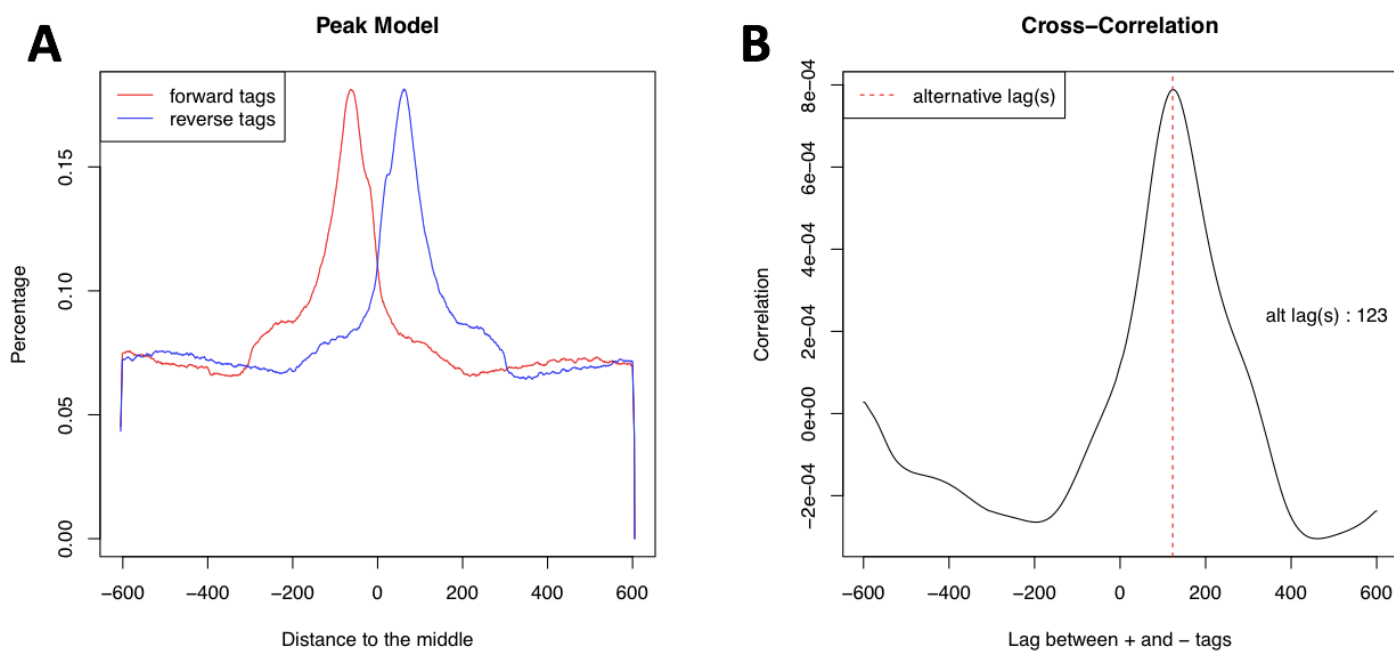 A
Peak Model
forward tags
reverse tags
Percentage
0.15
0.10
0.05
0.00
−600
−400
−200
0
200
400
600
Distance to the middle
B
Cross−Correlation
alternative lag(s)
alt lag(s) : 123
Correlation
8e−04
6e−04
4e−04
2e−04
0e+00
−2e−04
−600
−400
−200
0
200
400
600
Lag between + and − tags